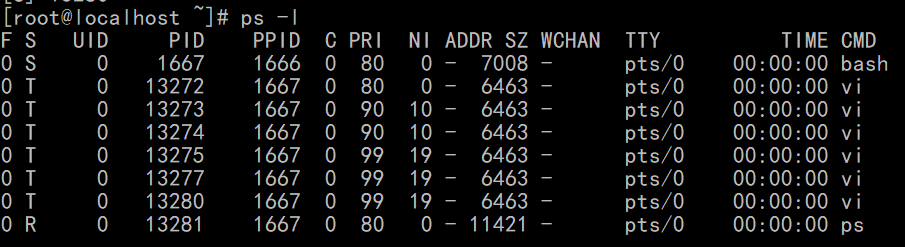 [root@localhost ~]# ps -l
F S   UID     PID    PPID  C PRI  NI ADDR SZ WCHAN  TTY          TIME CMD
0 S     0    1667    1666  0  80   0 -  7008 -      pts/0    00:00:00 bash
0 T     0   13272    1667  0  80   0 -  6463 -      pts/0    00:00:00 vi
0 T     0   13273    1667  0  90  10 -  6463 -      pts/0    00:00:00 vi
0 T     0   13274    1667  0  90  10 -  6463 -      pts/0    00:00:00 vi
0 T     0   13275    1667  0  99  19 -  6463 -      pts/0    00:00:00 vi
0 T     0   13277    1667  0  99  19 -  6463 -      pts/0    00:00:00 vi
0 T     0   13280    1667  0  99  19 -  6463 -      pts/0    00:00:00 vi
0 R     0   13281    1667  0  80   0 - 11421 -      pts/0    00:00:00 ps